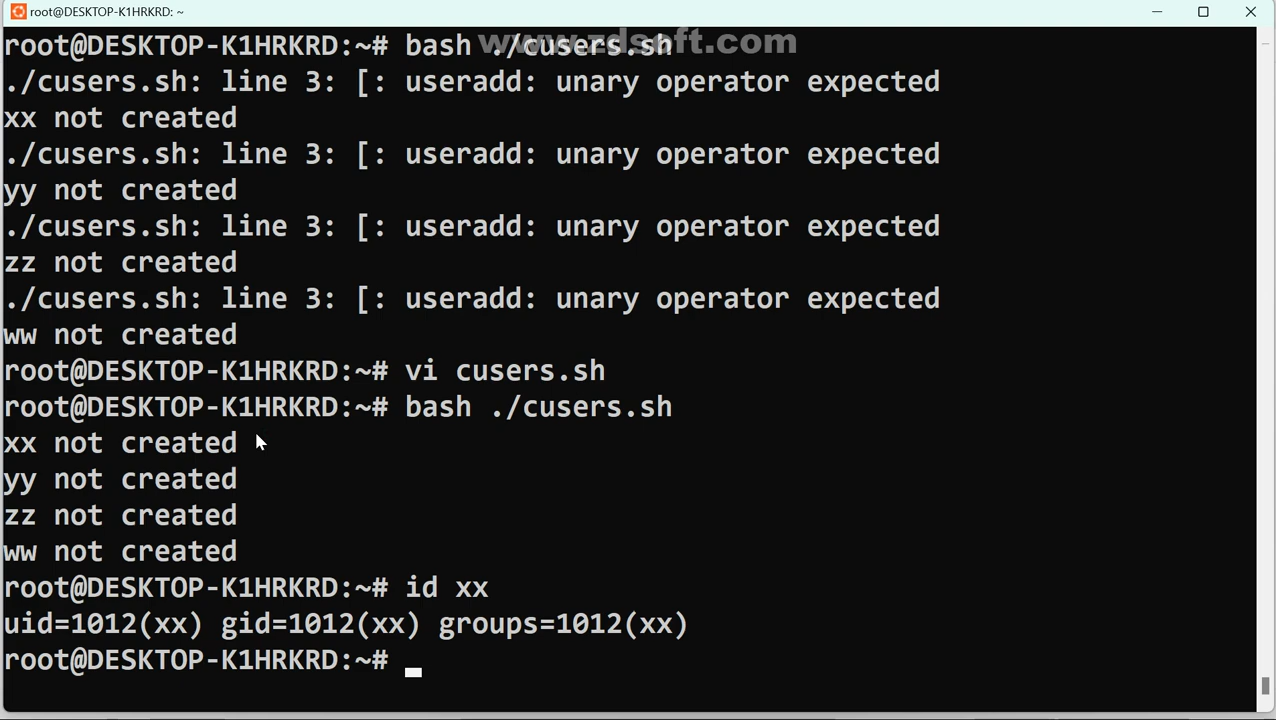 root@DESKTOP-K1HRKRD: ~
www.zdsoft.com
root@DESKTOP-K1HRKRD:~# bash ./cusers.sh
./cusers.sh: line 3: [: useradd: unary operator expected
xx not created
./cusers.sh: line 3: [: useradd: unary operator expected
yy not created
./cusers.sh: line 3: [: useradd: unary operator expected
zz not created
./cusers.sh: line 3: [: useradd: unary operator expected
ww not created
root@DESKTOP-K1HRKRD:~# vi cusers.sh
root@DESKTOP-K1HRKRD:~# bash ./cusers.sh
xx not created
yy not created
zz not created
ww not created
root@DESKTOP-K1HRKRD:~# id xx
uid=1012(xx) gid=1012(xx) groups=1012(xx)
root@DESKTOP-K1HRKRD:~#